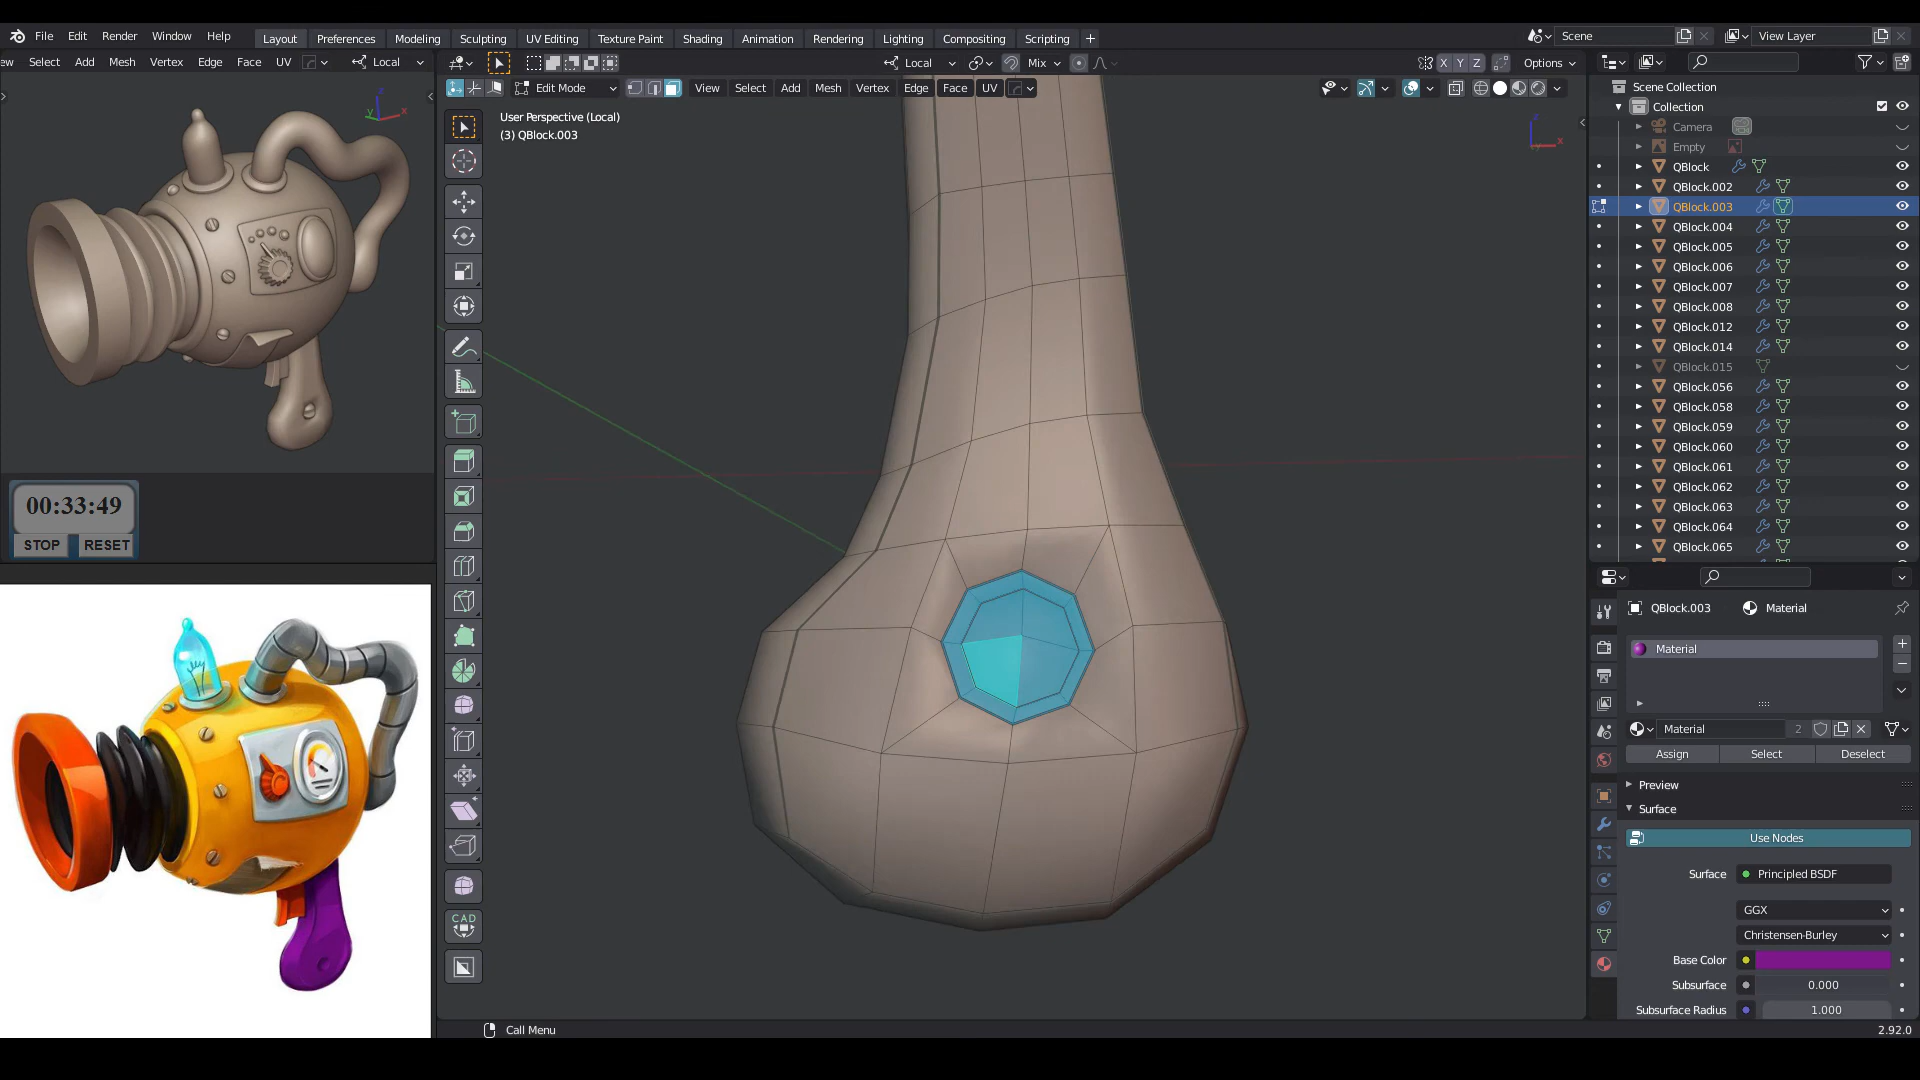 File Edit Render Window Help
Layout Preferences Modeling Sculpting UV Editing Texture Paint Shading Animation Rendering Lighting Compositing Scripting +
Scene
View Layer
ew Select Add Mesh Vertex Edge Face UV Local
Local Mix X Y Z Options
Edit Mode View Select Add Mesh Vertex Edge Face UV
User Perspective (Local)
(3) QBlock.003
Scene Collection
Collection
Camera
Empty
QBlock
QBlock.002
QBlock.003
QBlock.004
QBlock.005
QBlock.006
QBlock.007
QBlock.008
QBlock.012
QBlock.014
QBlock.015
QBlock.056
QBlock.058
QBlock.059
QBlock.060
QBlock.061
QBlock.062
QBlock.063
QBlock.064
QBlock.065
00:33:49
STOP RESET
CAD
QBlock.003 Material
Material
Material 2
Assign Select Deselect
Preview
Surface
Use Nodes
Surface Principled BSDF
GGX
Christensen-Burley
Base Color
Subsurface 0.000
Subsurface Radius 1.000
Call Menu
2.92.0